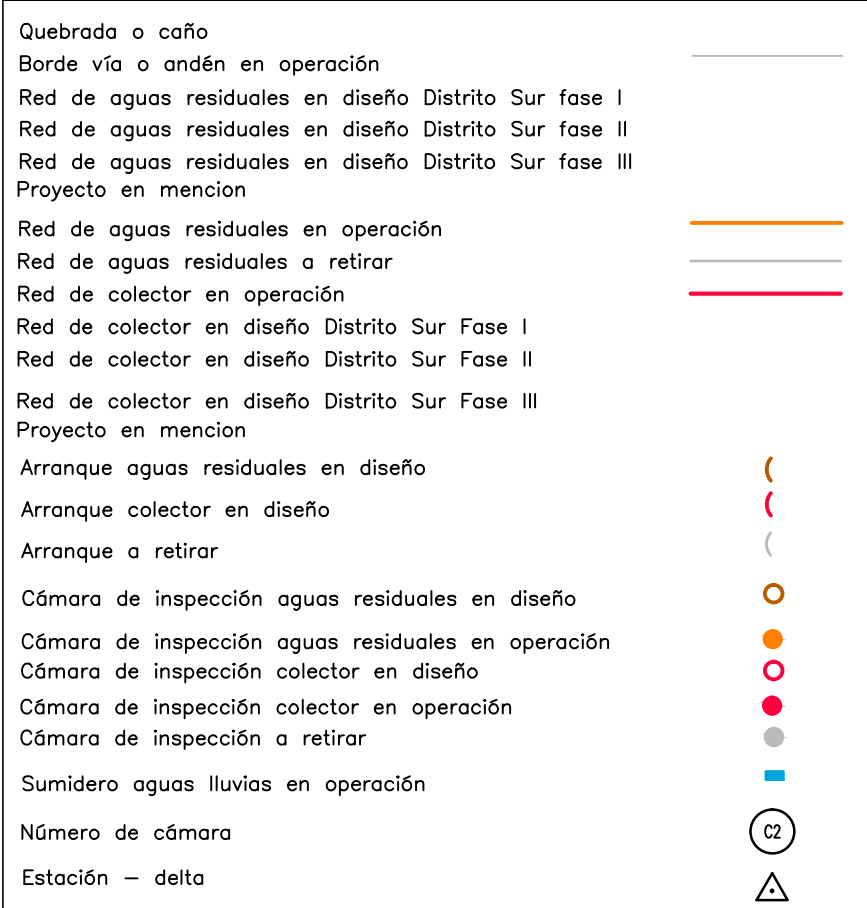 Quebrada o caño
Borde vía o andén en operación
Red de aguas residuales en diseño Distrito Sur fase I
Red de aguas residuales en diseño Distrito Sur fase II
Red de aguas residuales en diseño Distrito Sur fase III
Proyecto en mencion
Red de aguas residuales en operación
Red de aguas residuales a retirar
Red de colector en operación
Red de colector en diseño Distrito Sur Fase I
Red de colector en diseño Distrito Sur Fase II
Red de colector en diseño Distrito Sur Fase III
Proyecto en mencion
Arranque aguas residuales en diseño
Arranque colector en diseño
Arranque a retirar
Cámara de inspección aguas residuales en diseño
Cámara de inspección aguas residuales en operación
Cámara de inspección colector en diseño
Cámara de inspección colector en operación
Cámara de inspección a retirar
Sumidero aguas lluvias en operación
Número de cámara C2
Estación – delta